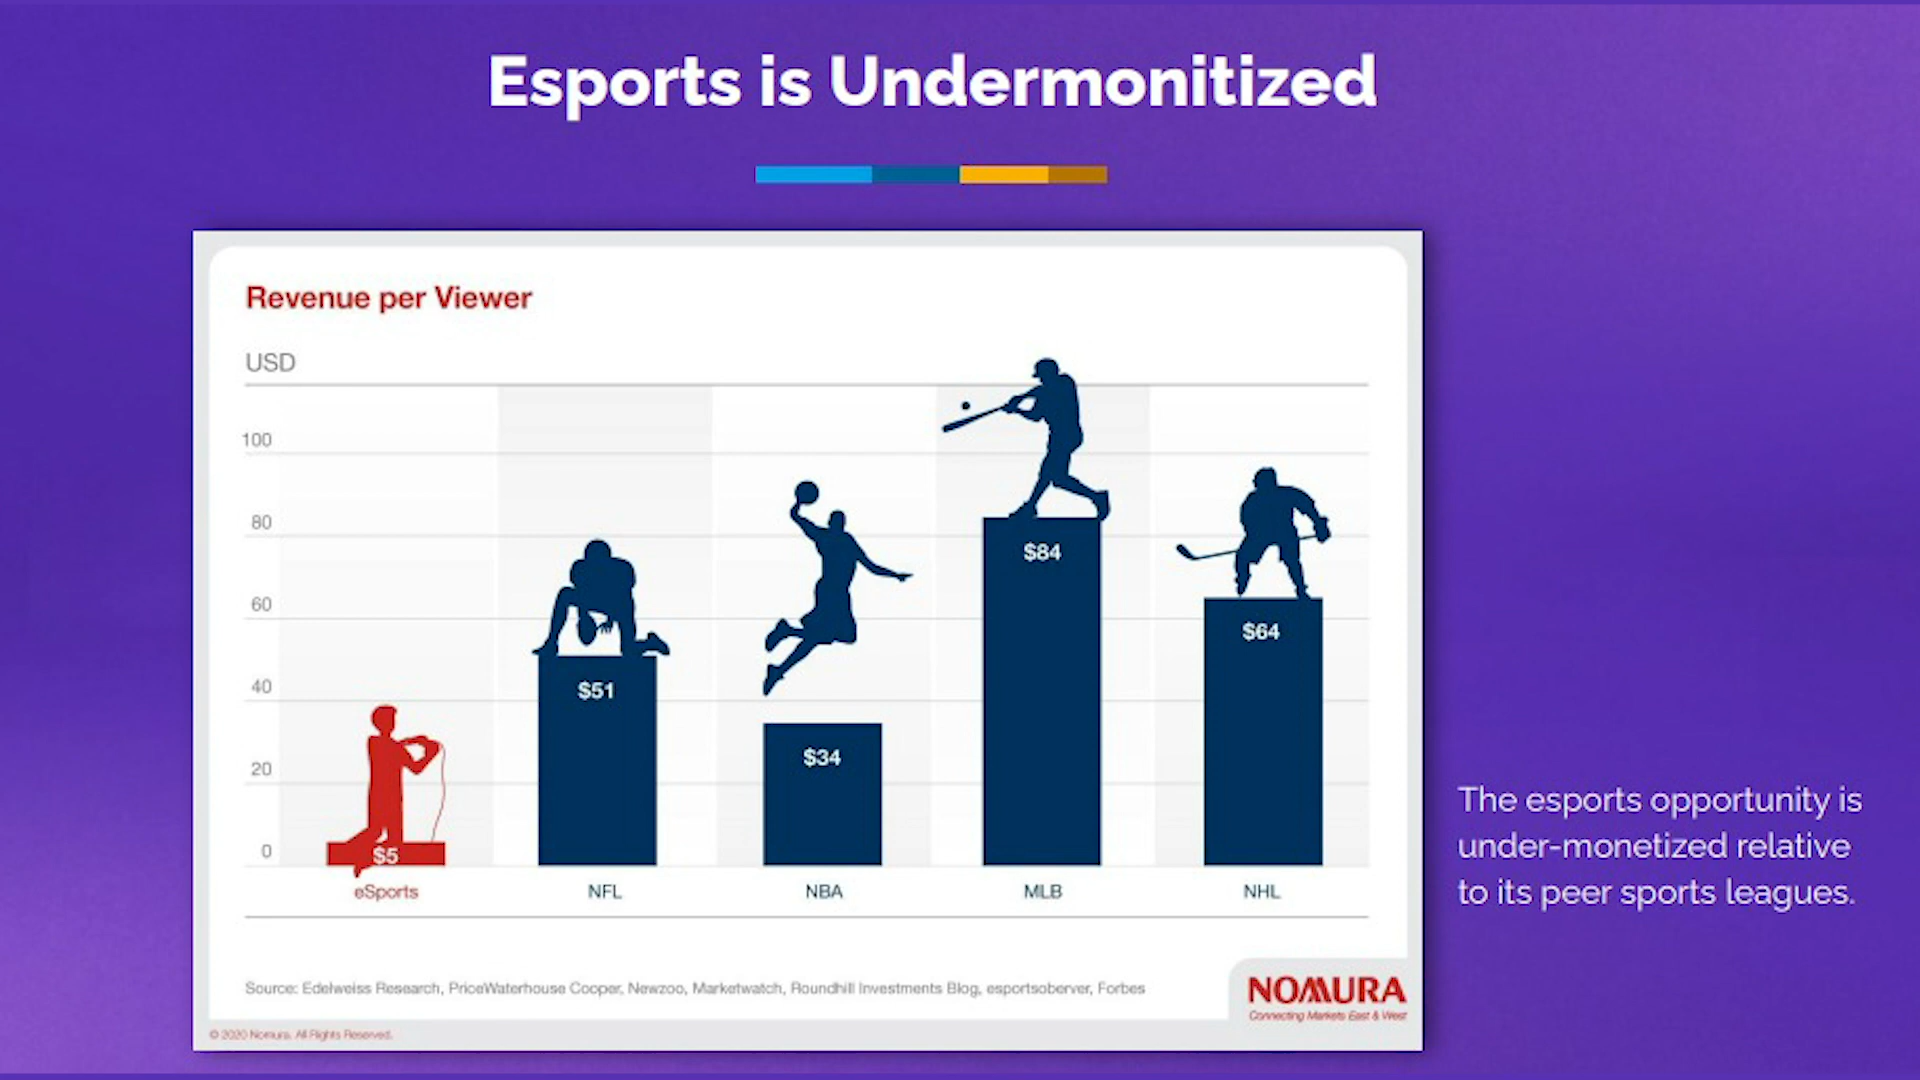 Esports is Undermonitized
Revenue per Viewer
USD
100
80
60
40
20
0
$5
$51
$34
$84
$64
eSports
NFL
NBA
MLB
NHL
The esports opportunity is
under-monetized relative
to its peer sports leagues.
Source: Edelweiss Research, PriceWaterhouse Cooper, Newzoo, Marketwatch, Roundhill Investments Blog, esportsoberver, Forbes
NOMURA
Connecting Markets East & West
© 2020 Nomura. All Rights Reserved.